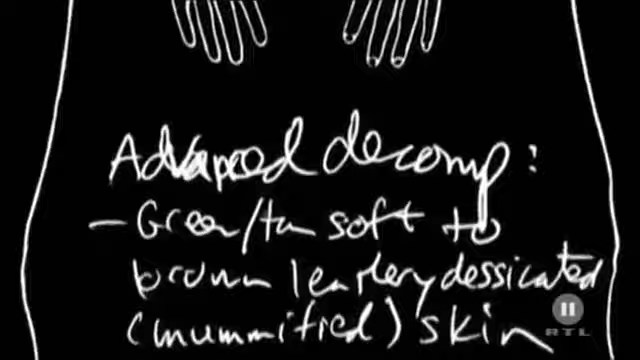 Advanced decomp:
- Green/tan soft to
brown leathery dessicated
(mummified) skin
RTL